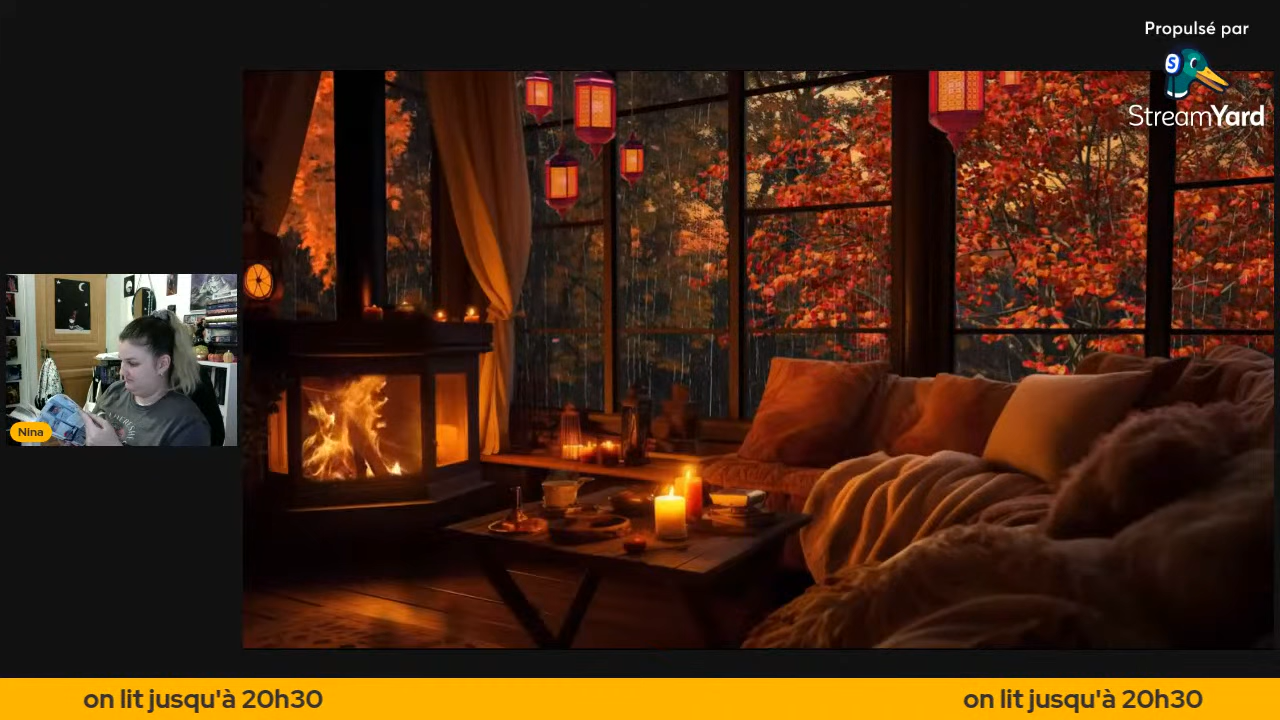 Propulsé par
StreamYard
Nina
on lit jusqu'à 20h30
on lit jusqu'à 20h30